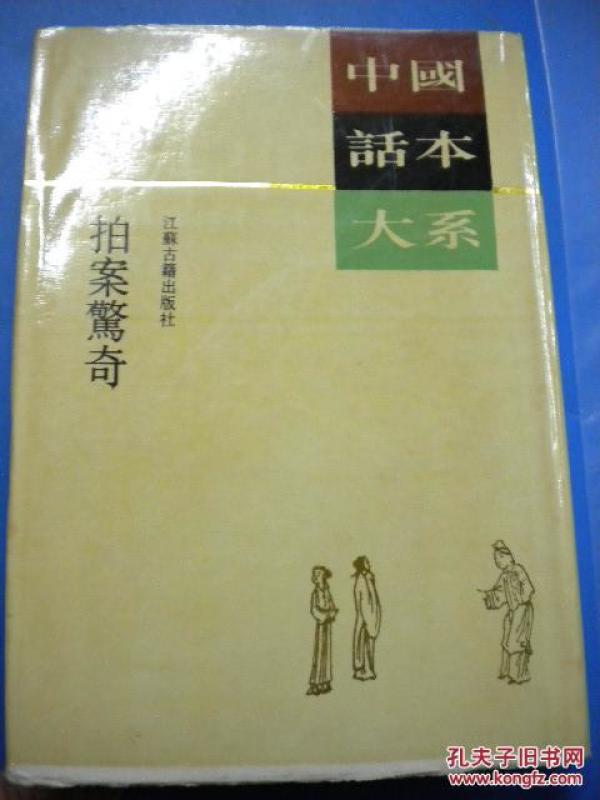 中國
話本
大系
江蘇古籍出版社
拍案驚奇
孔夫子旧书网
www.kongfz.com